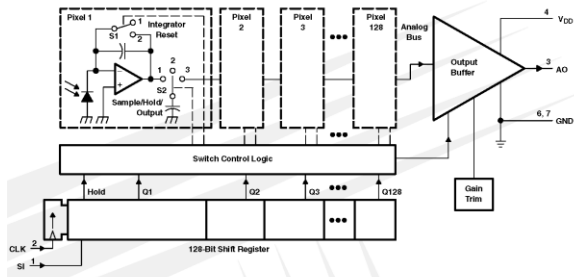 Pixel 1
S1
1
2
Integrator
Reset
1
2
3
S2
Sample/Hold/
Output
Pixel
2
Pixel
3
Pixel
128
Analog
Bus
Output
Buffer
4
VDD
3
AO
6, 7
GND
Gain
Trim
Switch Control Logic
Hold
Q1
Q2
Q3
Q128
CLK
2
SI
1
128-Bit Shift Register